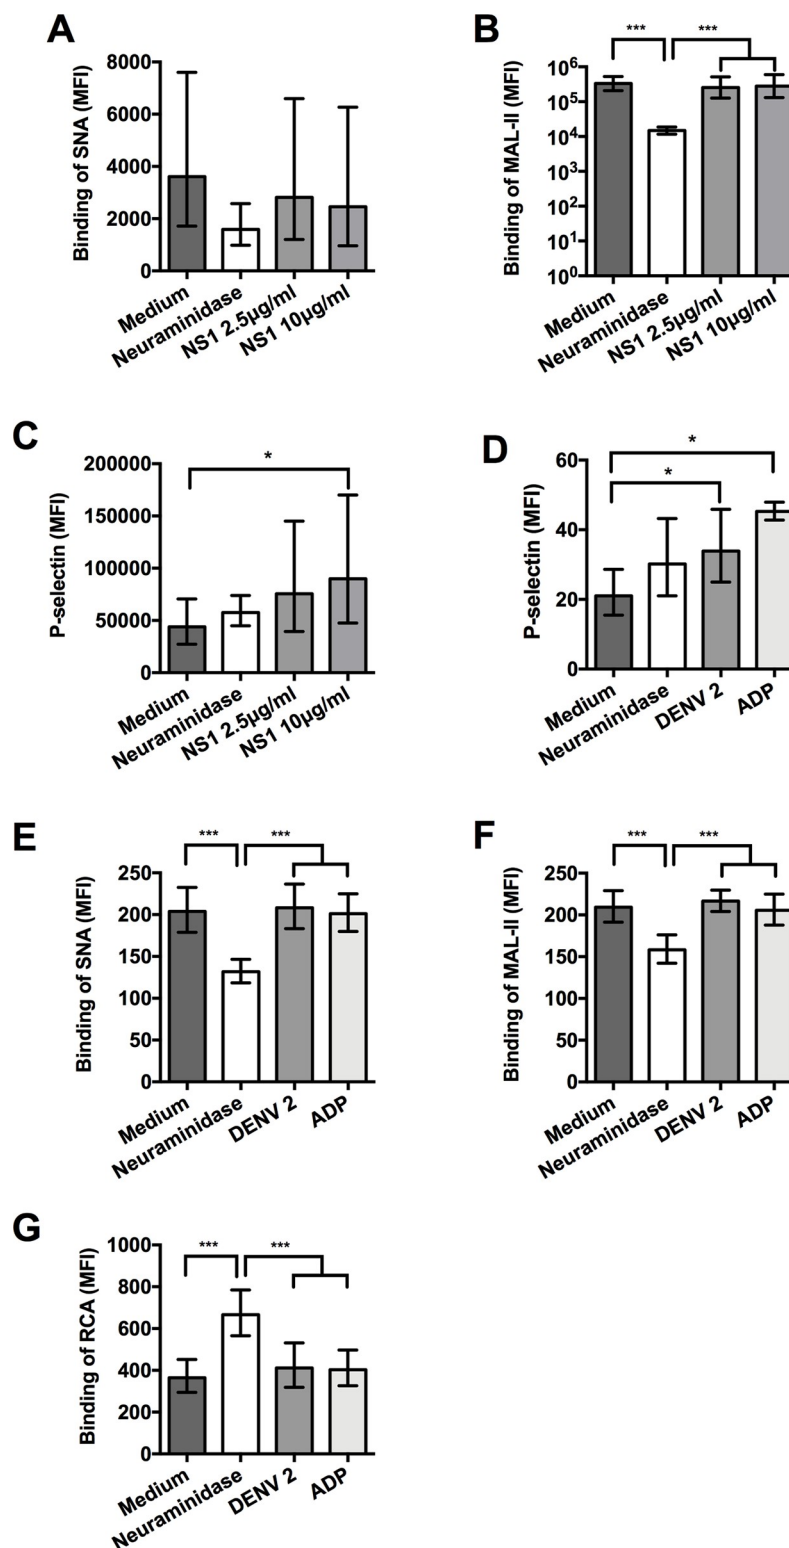 A
Binding of SNA (MFI)
8000
6000
4000
2000
0
Medium
Neuraminidase
NS1 2.5µg/ml
NS1 10µg/ml
B
*** ***
Binding of MAL-II (MFI)
10⁶
10⁵
10⁴
10³
10²
10¹
10⁰
Medium
Neuraminidase
NS1 2.5µg/ml
NS1 10µg/ml
C
*
P-selectin (MFI)
200000
150000
100000
50000
0
Medium
Neuraminidase
NS1 2.5µg/ml
NS1 10µg/ml
D
*
*
P-selectin (MFI)
60
40
20
0
Medium
Neuraminidase
DENV 2
ADP
E
*** ***
Binding of SNA (MFI)
250
200
150
100
50
0
Medium
Neuraminidase
DENV 2
ADP
F
*** ***
Binding of MAL-II (MFI)
250
200
150
100
50
0
Medium
Neuraminidase
DENV 2
ADP
G
*** ***
Binding of RCA (MFI)
1000
800
600
400
200
0
Medium
Neuraminidase
DENV 2
ADP